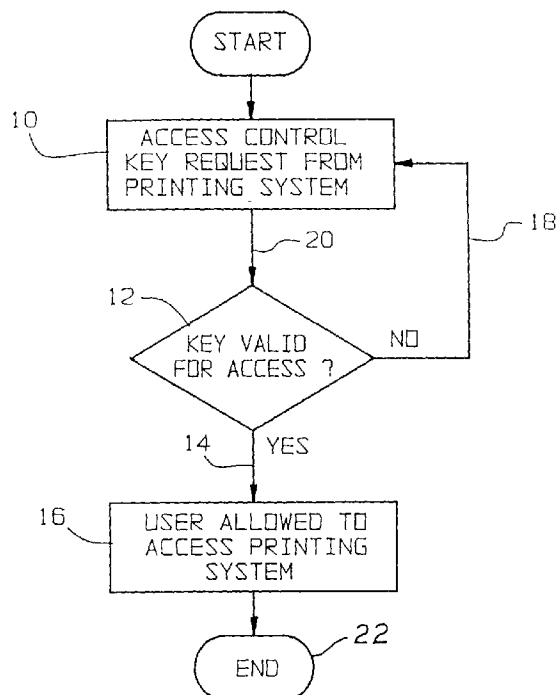 START
10
ACCESS CONTROL
KEY REQUEST FROM
PRINTING SYSTEM
18
20
12
KEY VALID
FOR ACCESS ?
NO
14
YES
16
USER ALLOWED TO
ACCESS PRINTING
SYSTEM
22
END